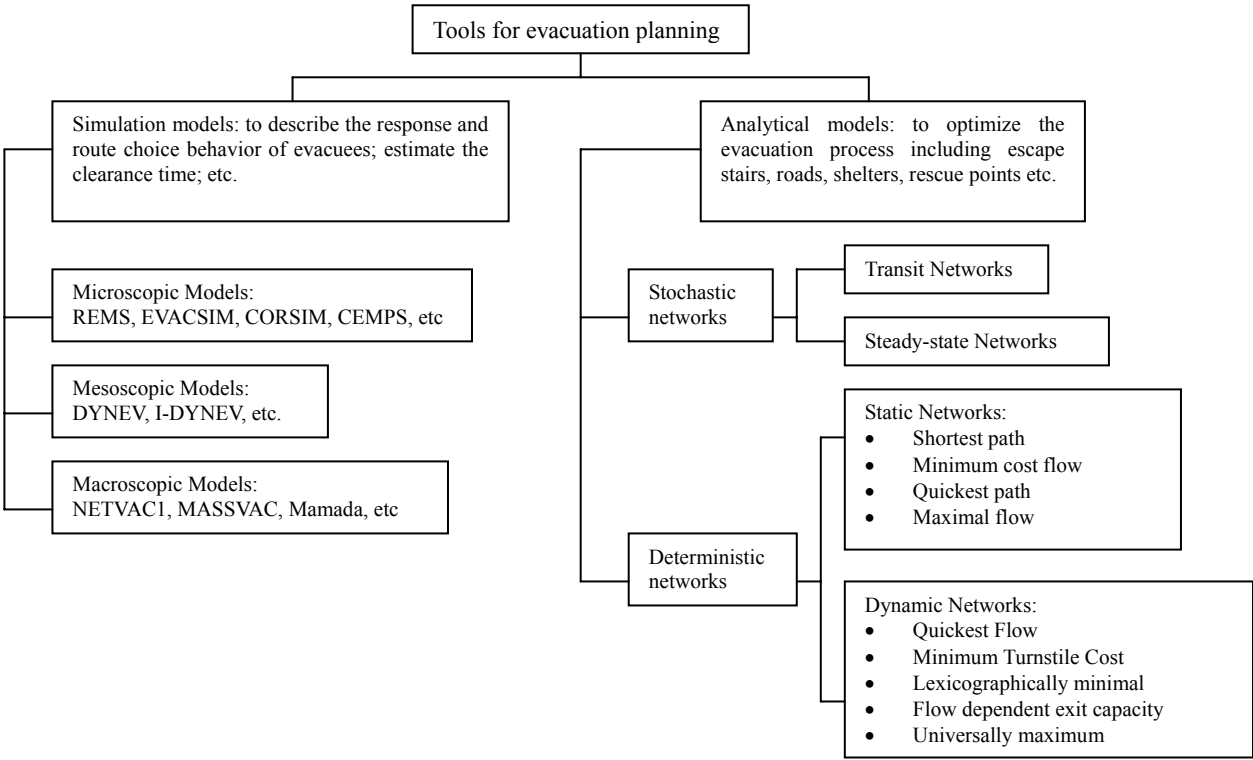 Tools for evacuation planning
Simulation models: to describe the response and
route choice behavior of evacuees; estimate the
clearance time; etc.
Microscopic Models:
REMS, EVACSIM, CORSIM, CEMPS, etc
Mesoscopic Models:
DYNEV, I-DYNEV, etc.
Macroscopic Models:
NETVAC1, MASSVAC, Mamada, etc
Analytical models: to optimize the
evacuation process including escape
stairs, roads, shelters, rescue points etc.
Stochastic
networks
Transit Networks
Steady-state Networks
Deterministic
networks
Static Networks:
• Shortest path
• Minimum cost flow
• Quickest path
• Maximal flow
Dynamic Networks:
• Quickest Flow
• Minimum Turnstile Cost
• Lexicographically minimal
• Flow dependent exit capacity
• Universally maximum